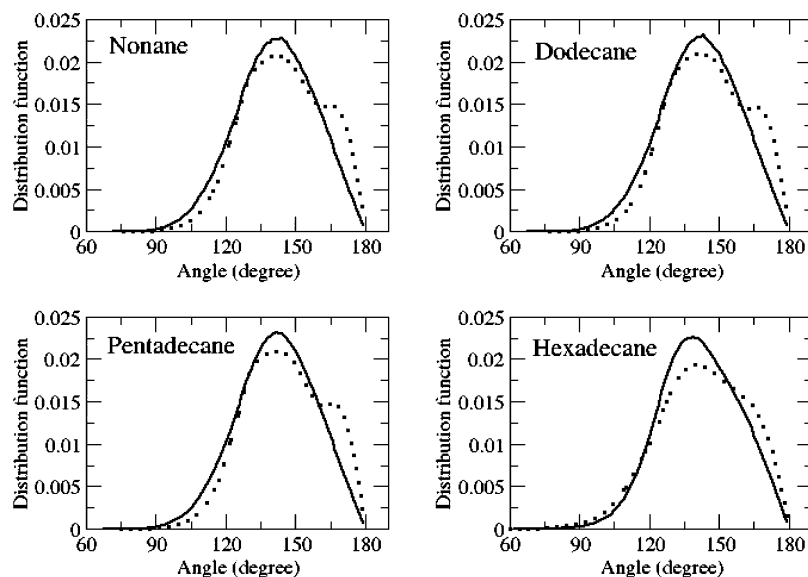 Nonane
Distribution function
0.025
0.02
0.015
0.01
0.005
0
60 90 120 150 180
Angle (degree)
Dodecane
Distribution function
0.025
0.02
0.015
0.01
0.005
0
60 90 120 150 180
Angle (degree)
Pentadecane
Distribution function
0.025
0.02
0.015
0.01
0.005
0
60 90 120 150 180
Angle (degree)
Hexadecane
Distribution function
0.025
0.02
0.015
0.01
0.005
0
60 90 120 150 180
Angle (degree)